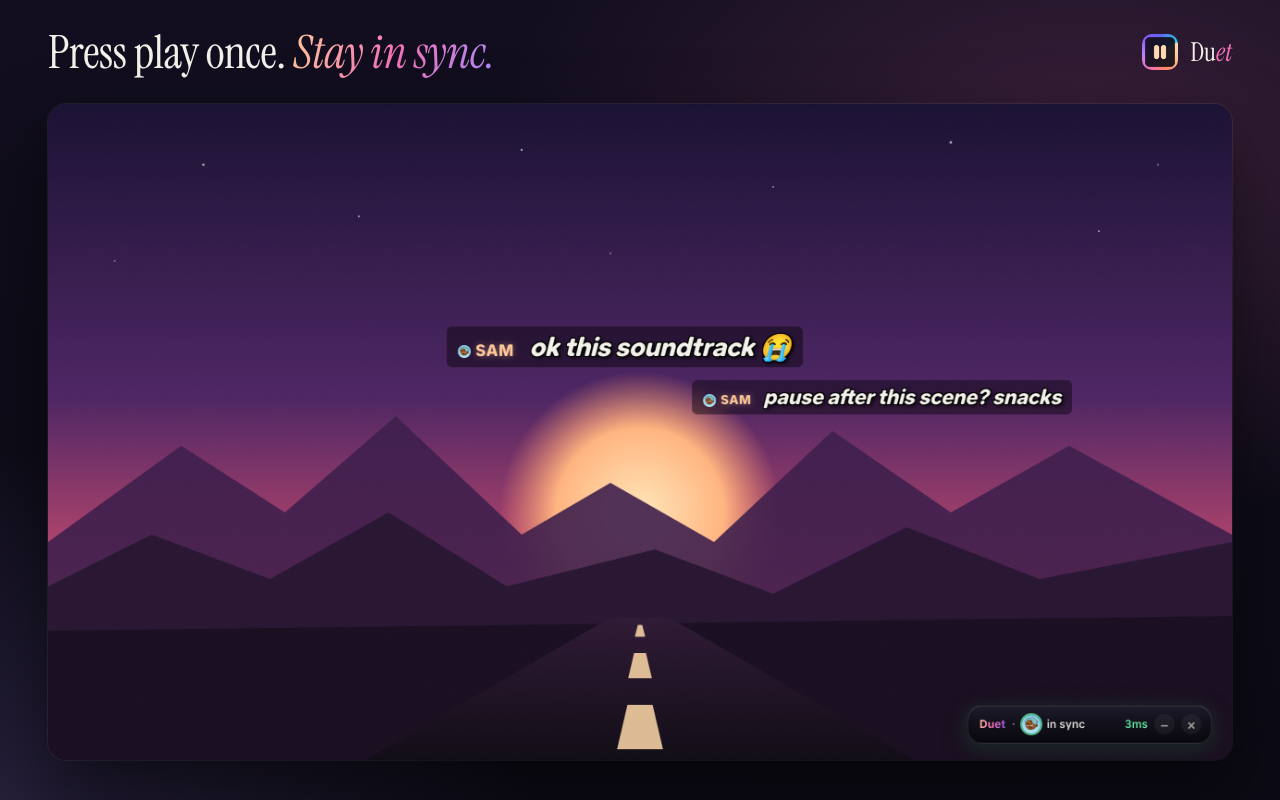 Press play once. Stay in sync.
Duet
SAM ok this soundtrack 😭
SAM pause after this scene? snacks
Duet · in sync 3ms − ×